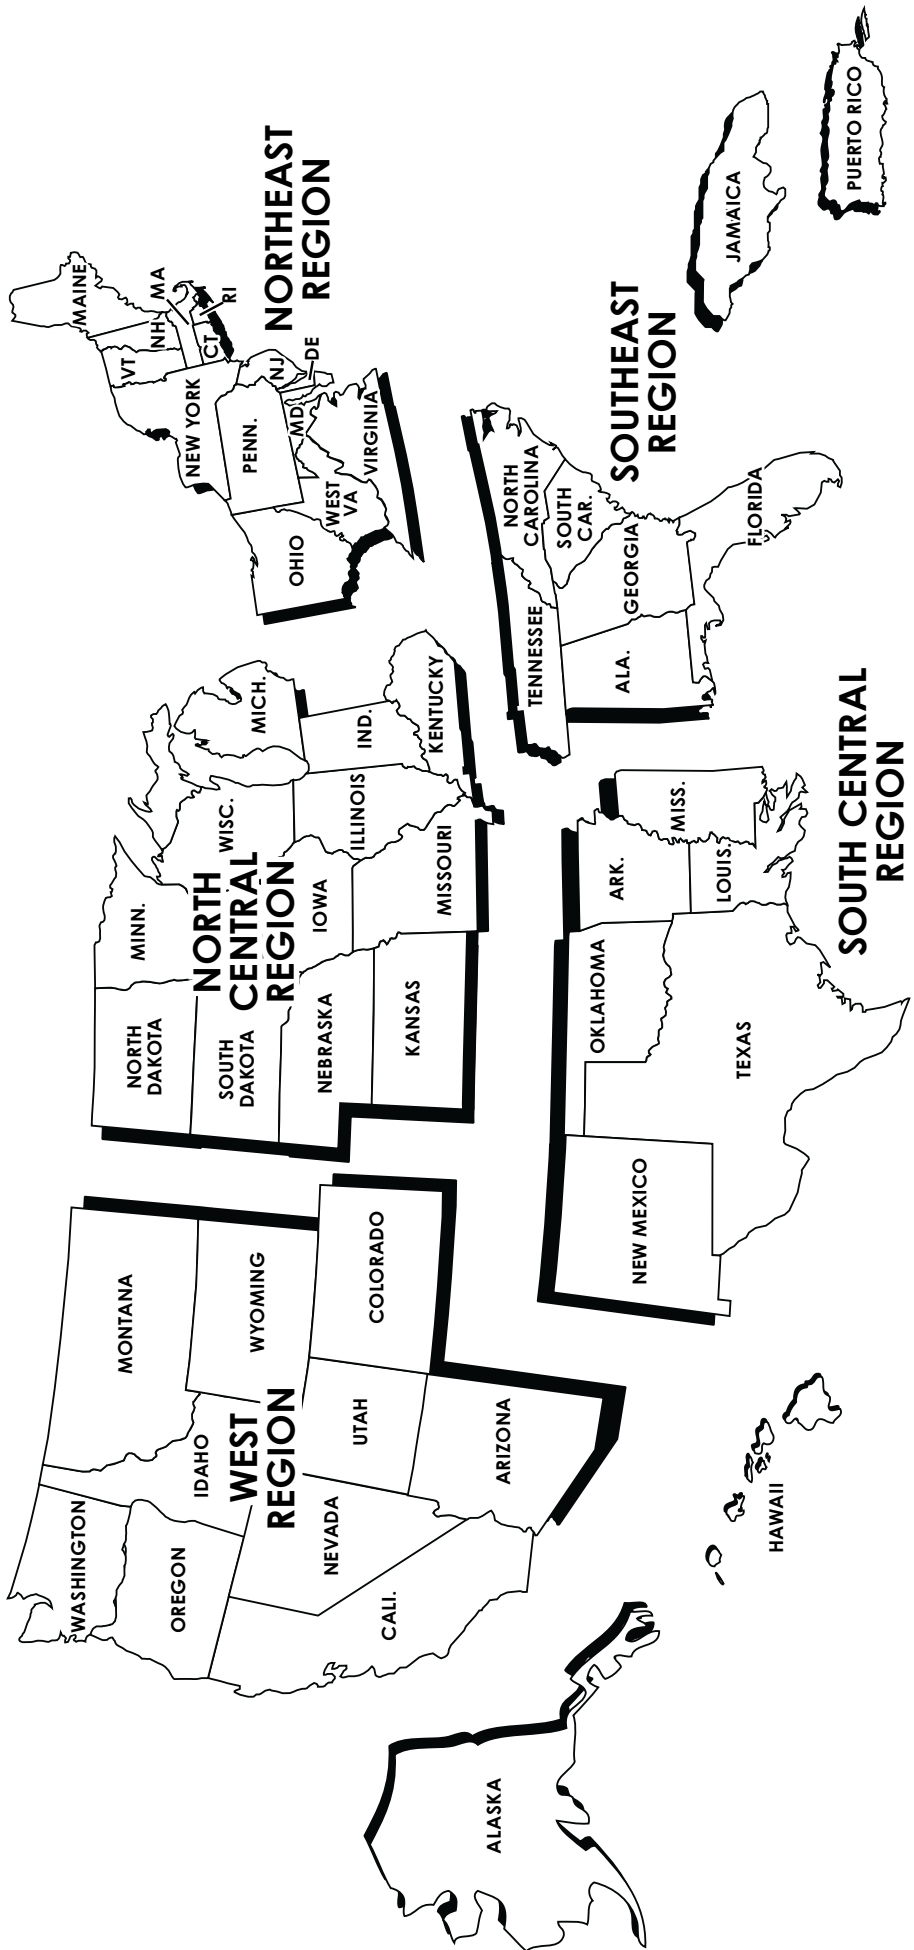 WASHINGTON
OREGON
CALI.
NEVADA
IDAHO
MONTANA
WYOMING
UTAH
COLORADO
ARIZONA
WEST
REGION
ALASKA
HAWAII
NORTH
DAKOTA
SOUTH
DAKOTA
NEBRASKA
KANSAS
MINN.
IOWA
MISSOURI
WISC.
ILLINOIS
MICH.
IND.
KENTUCKY
NORTH
CENTRAL
REGION
NEW MEXICO
TEXAS
OKLAHOMA
ARK.
LOUIS.
MISS.
SOUTH CENTRAL
REGION
OHIO
WEST
VA
VIRGINIA
PENN.
MD
DE
NJ
NEW YORK
CT
RI
MA
VT
NH
MAINE
NORTHEAST
REGION
TENNESSEE
NORTH
CAROLINA
SOUTH
CAR.
GEORGIA
ALA.
FLORIDA
SOUTHEAST
REGION
JAMAICA
PUERTO RICO